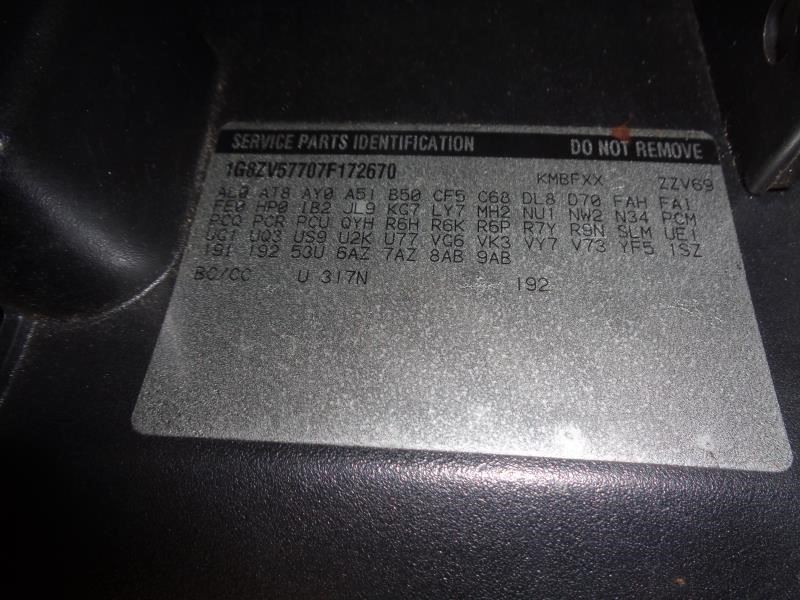 SERVICE PARTS IDENTIFICATION DO NOT REMOVE
1G8ZV57707F172670 KMBFXX ZZV69
AL0 AT8 AY0 A51 B50 CF5 C68 DL8 D70 FAH FA1
FE0 HP0 IB2 JL9 KG7 LY7 MH2 NU1 NW2 N34 PCM
PCQ PCR PCU QYH R6H R6K R6P R7Y R9N SLM UE1
UG1 UQ3 US9 U2K U77 VG6 VK3 VY7 V73 YF5 1SZ
19I 192 53U 6AZ 7AZ 8AB 9AB
BC/CC U 317N 192